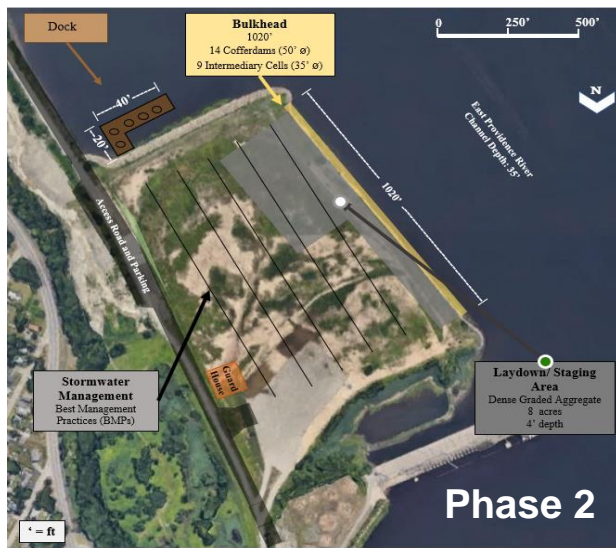 Dock
Bulkhead
1020'
14 Cofferdams (50' ø)
9 Intermediary Cells (35' ø)
0
250'
500'
N
40'
20'
East Providence River
Channel Depth: 35'
1020'
Access Road and Parking
Stormwater
Management
Best Management
Practices (BMPs)
Guard
House
Laydown/ Staging
Area
Dense Graded Aggregate
8 acres
4' depth
Phase 2
‘ = ft